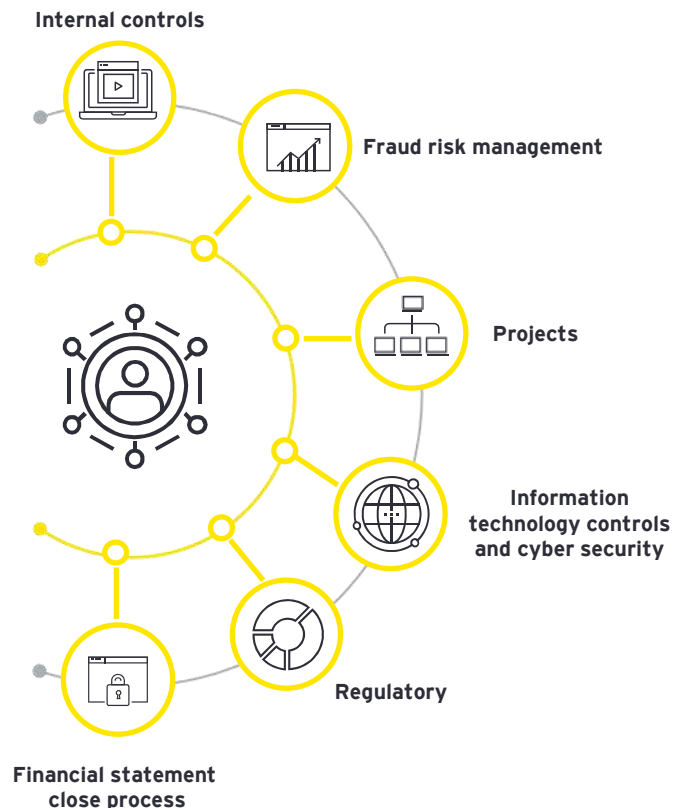 Internal controls
Fraud risk management
Projects
Information
technology controls
and cyber security
Regulatory
Financial statement
close process